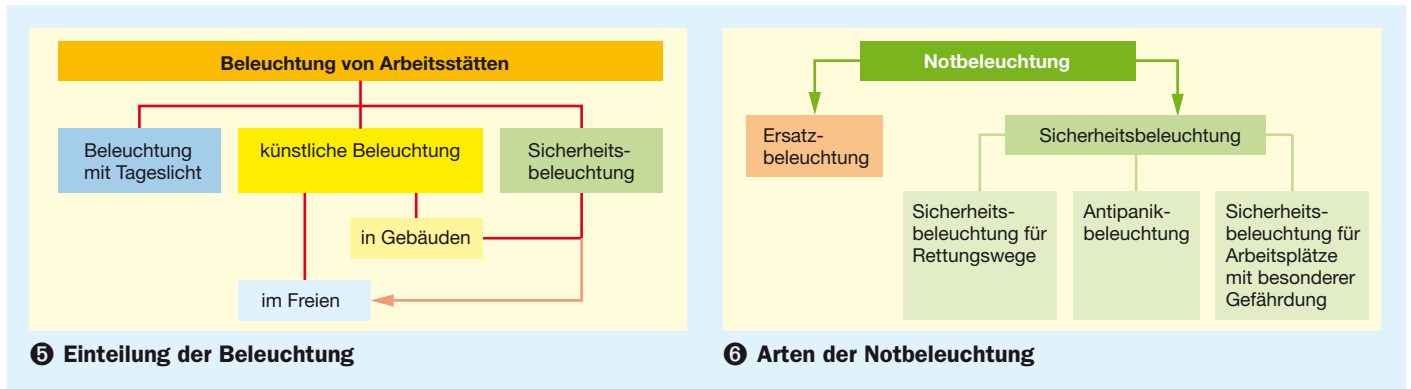 Beleuchtung von Arbeitsstätten
Beleuchtung
mit Tageslicht
künstliche Beleuchtung
Sicherheits-
beleuchtung
in Gebäuden
im Freien
❺ Einteilung der Beleuchtung
Notbeleuchtung
Ersatz-
beleuchtung
Sicherheitsbeleuchtung
Sicherheits-
beleuchtung für
Rettungswege
Antipanik-
beleuchtung
Sicherheits-
beleuchtung für
Arbeitsplätze
mit besonderer
Gefährdung
❻ Arten der Notbeleuchtung